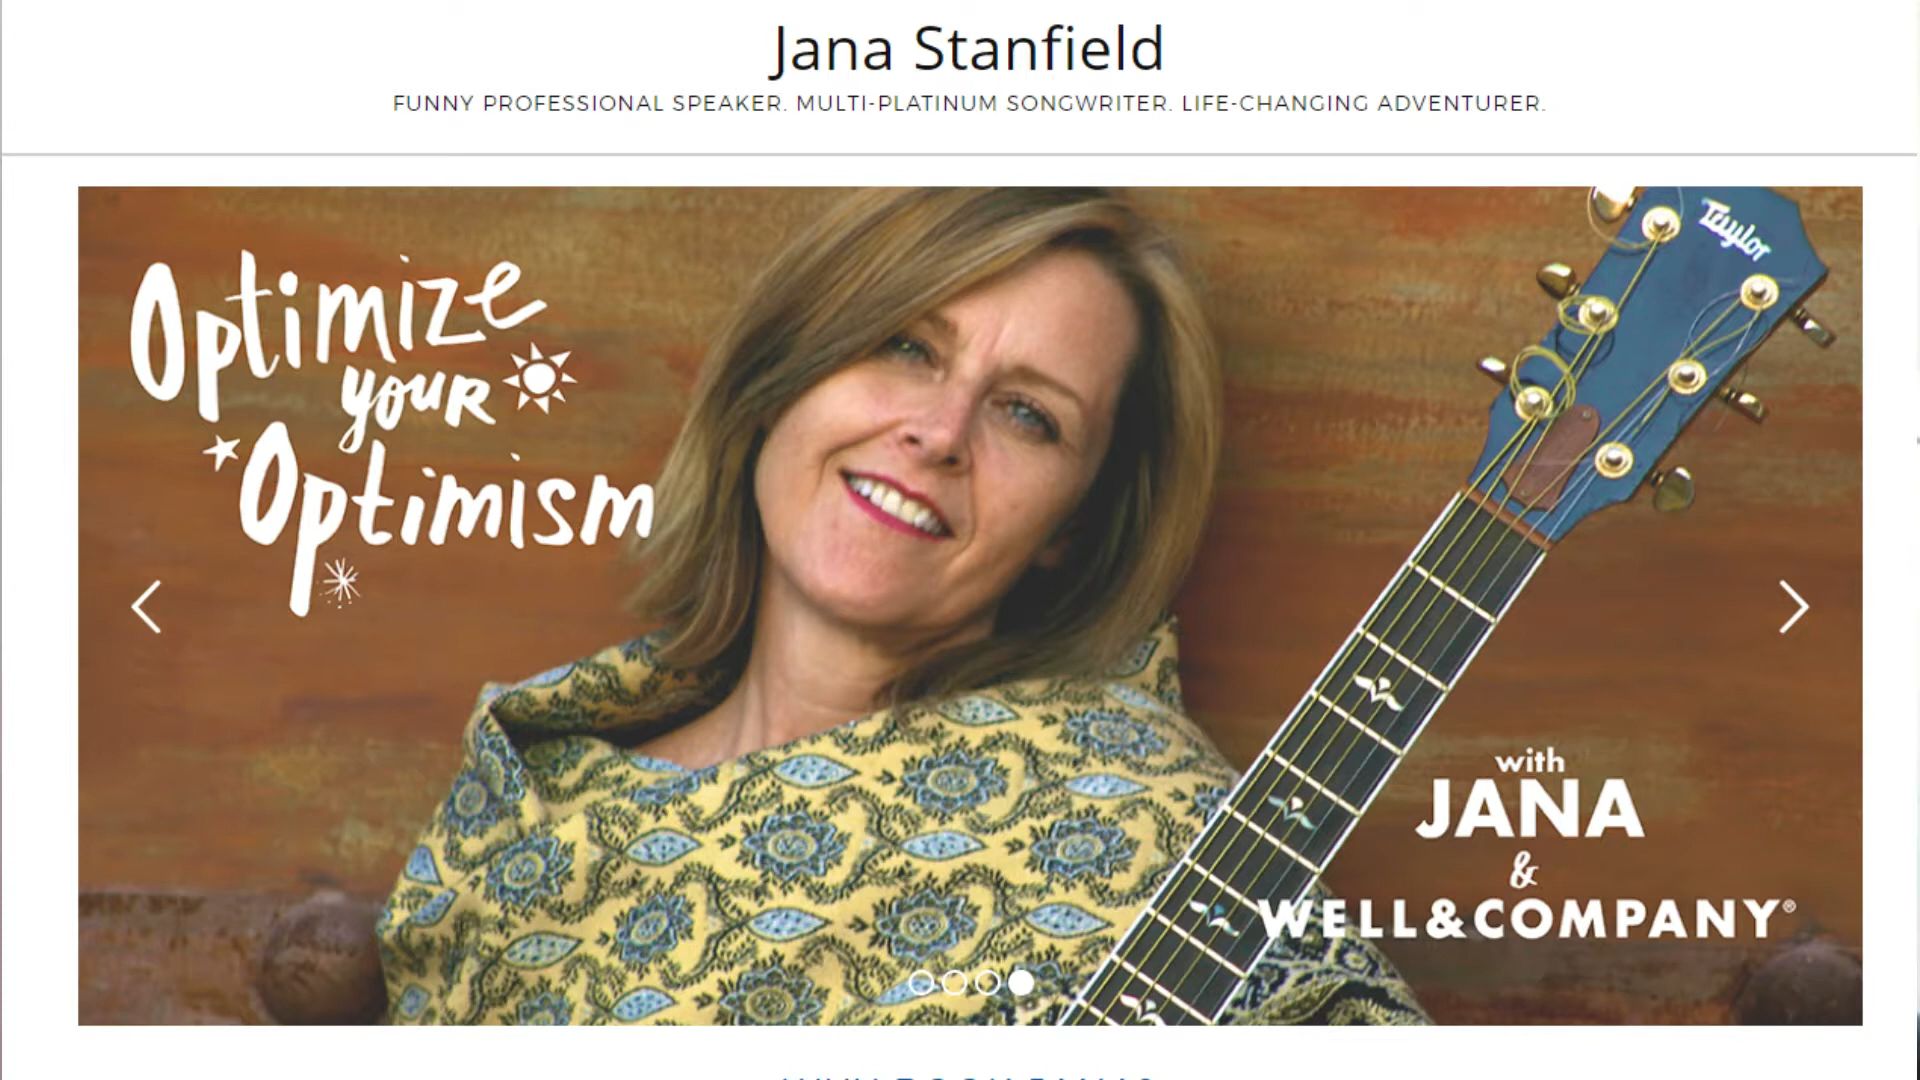 Jana Stanfield
FUNNY PROFESSIONAL SPEAKER. MULTI-PLATINUM SONGWRITER. LIFE-CHANGING ADVENTURER.
Taylor
Optimize
your
Optimism
with
JANA
&
WELL&COMPANY®